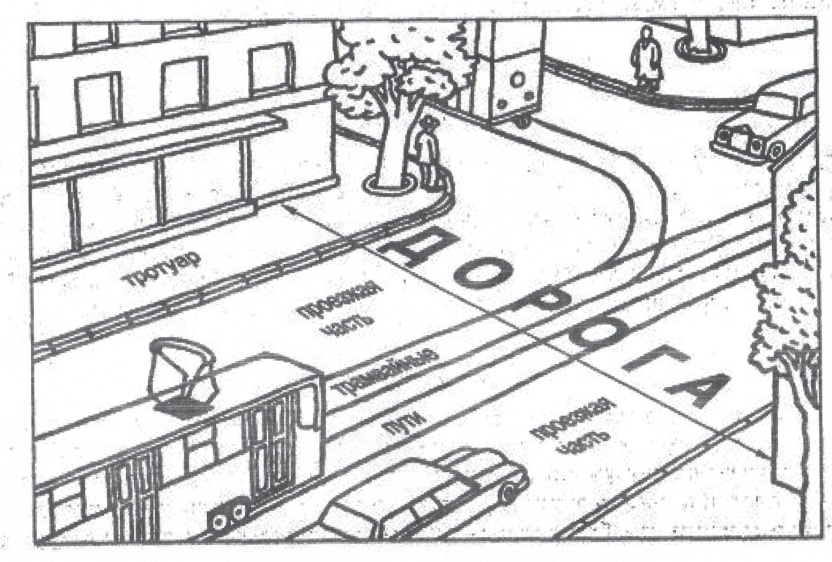 тротуар
проезжая
часть
ДОРОГА
трамвайные
пути
проезжая
часть